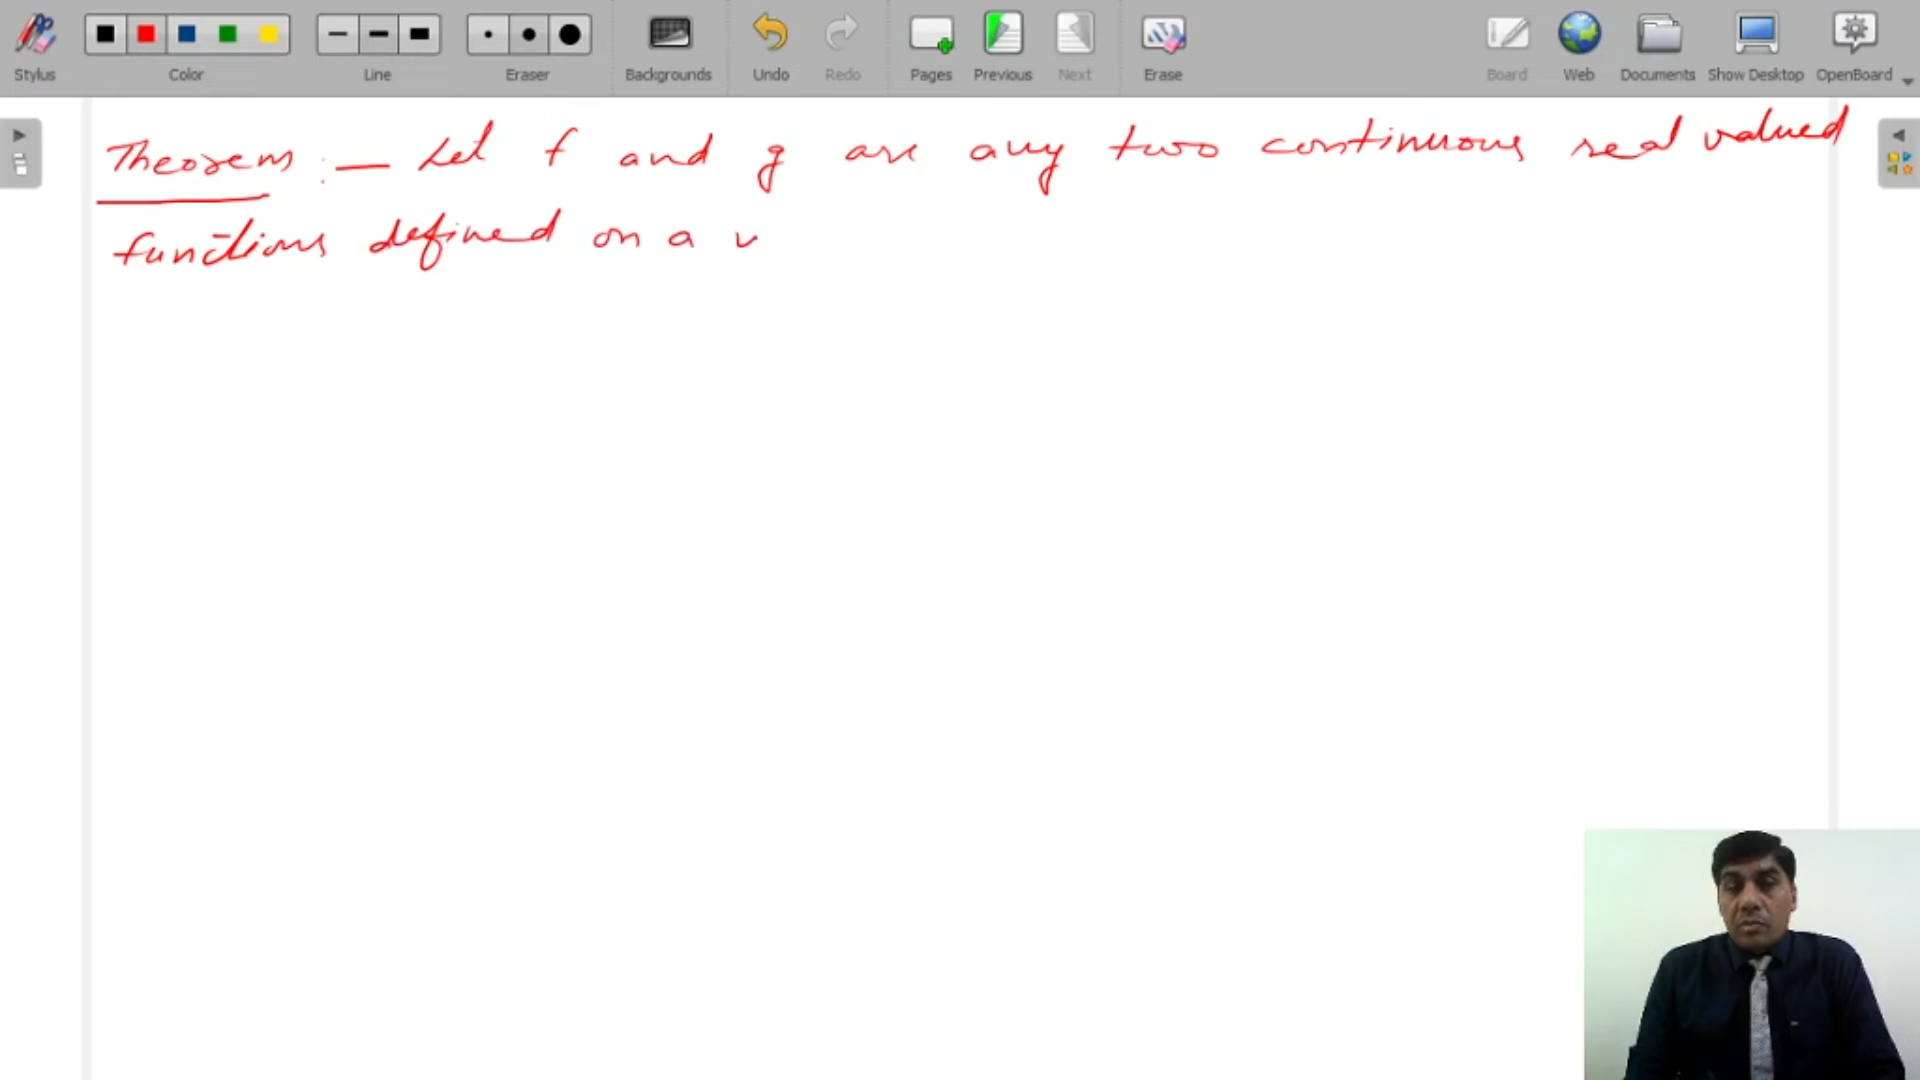 Stylus Color Line Eraser Backgrounds Undo Redo Pages Previous Next Erase Board Web Documents Show Desktop OpenBoard
Theorem :— Let f and g are any two continuous real valued
functions defined on a v